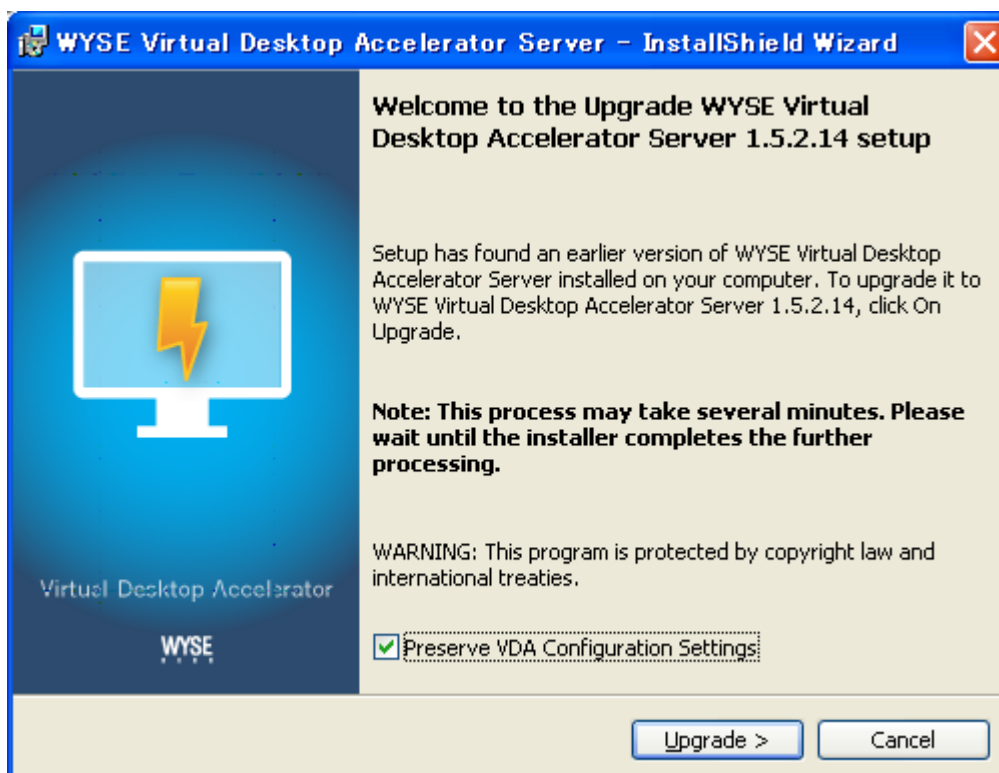 WYSE Virtual Desktop Accelerator Server - InstallShield Wizard
Welcome to the Upgrade WYSE Virtual
Desktop Accelerator Server 1.5.2.14 setup
Setup has found an earlier version of WYSE Virtual Desktop
Accelerator Server installed on your computer. To upgrade it to
WYSE Virtual Desktop Accelerator Server 1.5.2.14, click On
Upgrade.
Note: This process may take several minutes. Please
wait until the installer completes the further
processing.
WARNING: This program is protected by copyright law and
international treaties.
Virtual Desktop Accelerator
WYSE
Preserve VDA Configuration Settings
Upgrade >
Cancel